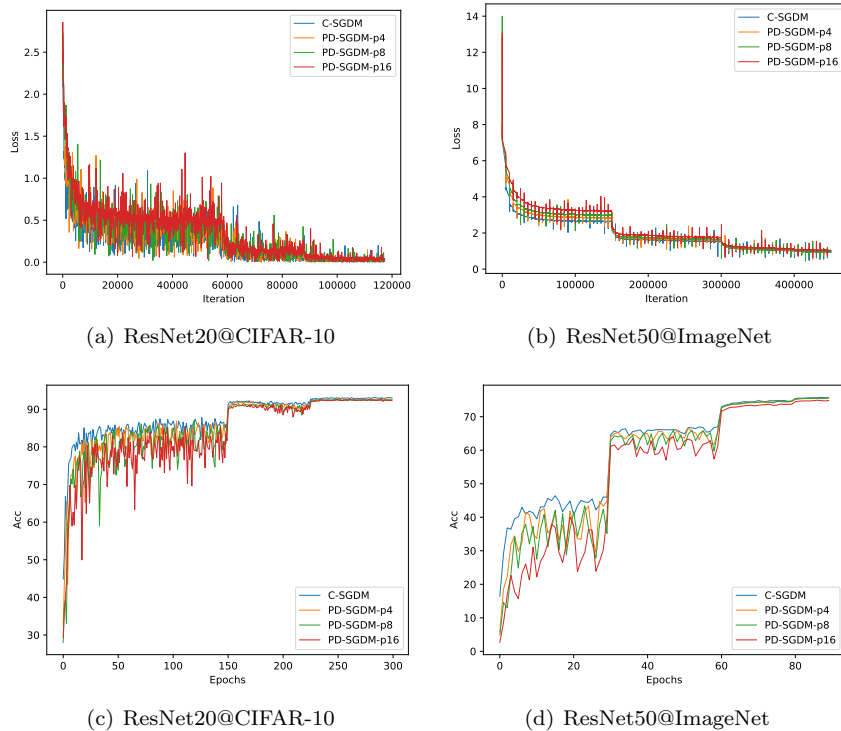 C-SGDM
PD-SGDM-p4
PD-SGDM-p8
PD-SGDM-p16
2.5
2.0
1.5
1.0
0.5
0.0
Loss
0 20000 40000 60000 80000 100000 120000
Iteration
(a) ResNet20@CIFAR-10
C-SGDM
PD-SGDM-p4
PD-SGDM-p8
PD-SGDM-p16
14
12
10
8
6
4
2
0
Loss
0 100000 200000 300000 400000
Iteration
(b) ResNet50@ImageNet
90
80
70
60
50
40
30
Acc
C-SGDM
PD-SGDM-p4
PD-SGDM-p8
PD-SGDM-p16
0 50 100 150 200 250 300
Epochs
(c) ResNet20@CIFAR-10
70
60
50
40
30
20
10
0
Acc
C-SGDM
PD-SGDM-p4
PD-SGDM-p8
PD-SGDM-p16
0 20 40 60 80
Epochs
(d) ResNet50@ImageNet